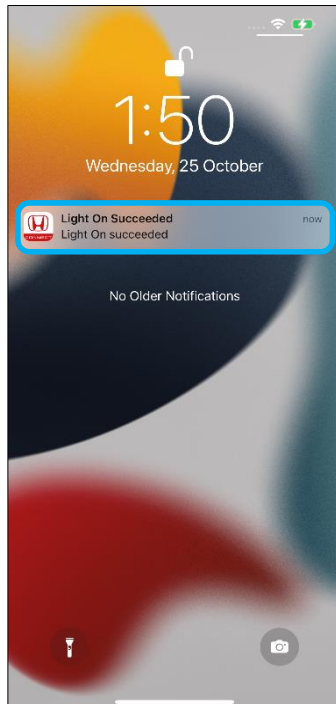 1:50
Wednesday, 25 October
Light On Succeeded
now
Light On succeeded
No Older Notifications